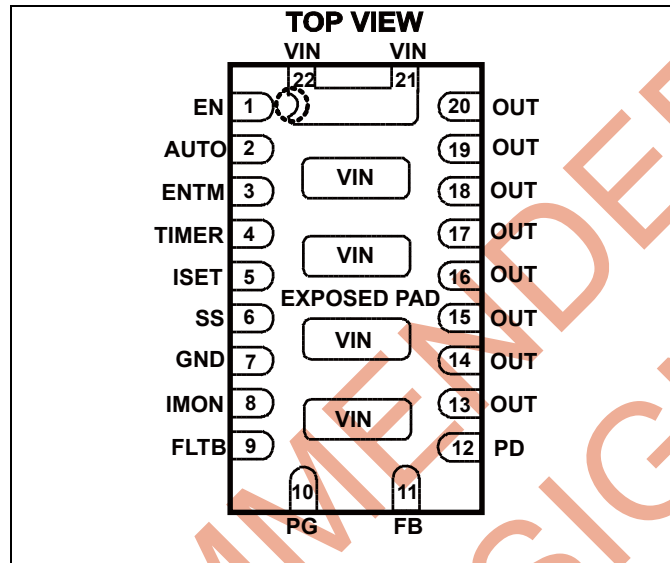 TOP VIEW
VIN VIN
22 21
EN 1 20 OUT
AUTO 2 19 OUT
VIN
ENTM 3 18 OUT
TIMER 4 17 OUT
VIN
ISET 5 16 OUT
EXPOSED PAD
SS 6 15 OUT
VIN
GND 7 14 OUT
IMON 8 13 OUT
VIN
FLTB 9 12 PD
10 11
PG FB